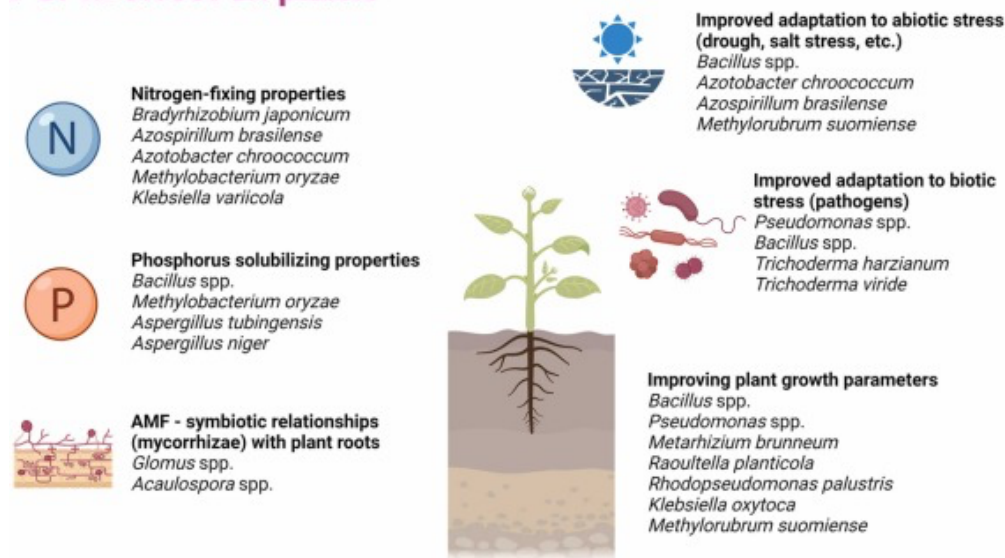 Nitrogen-fixing properties
Bradyrhizobium japonicum
Azospirillum brasilense
Azotobacter chroococcum
Methylobacterium oryzae
Klebsiella variicola
N
Phosphorus solubilizing properties
Bacillus spp.
Methylobacterium oryzae
Aspergillus tubingensis
Aspergillus niger
P
AMF - symbiotic relationships
(mycorrhizae) with plant roots
Glomus spp.
Acaulospora spp.
Improved adaptation to abiotic stress
(drough, salt stress, etc.)
Bacillus spp.
Azotobacter chroococcum
Azospirillum brasilense
Methylorubrum suomiense
Improved adaptation to biotic
stress (pathogens)
Pseudomonas spp.
Bacillus spp.
Trichoderma harzianum
Trichoderma viride
Improving plant growth parameters
Bacillus spp.
Pseudomonas spp.
Metarhizium brunneum
Raoultella planticola
Rhodopseudomonas palustris
Klebsiella oxytoca
Methylorubrum suomiense